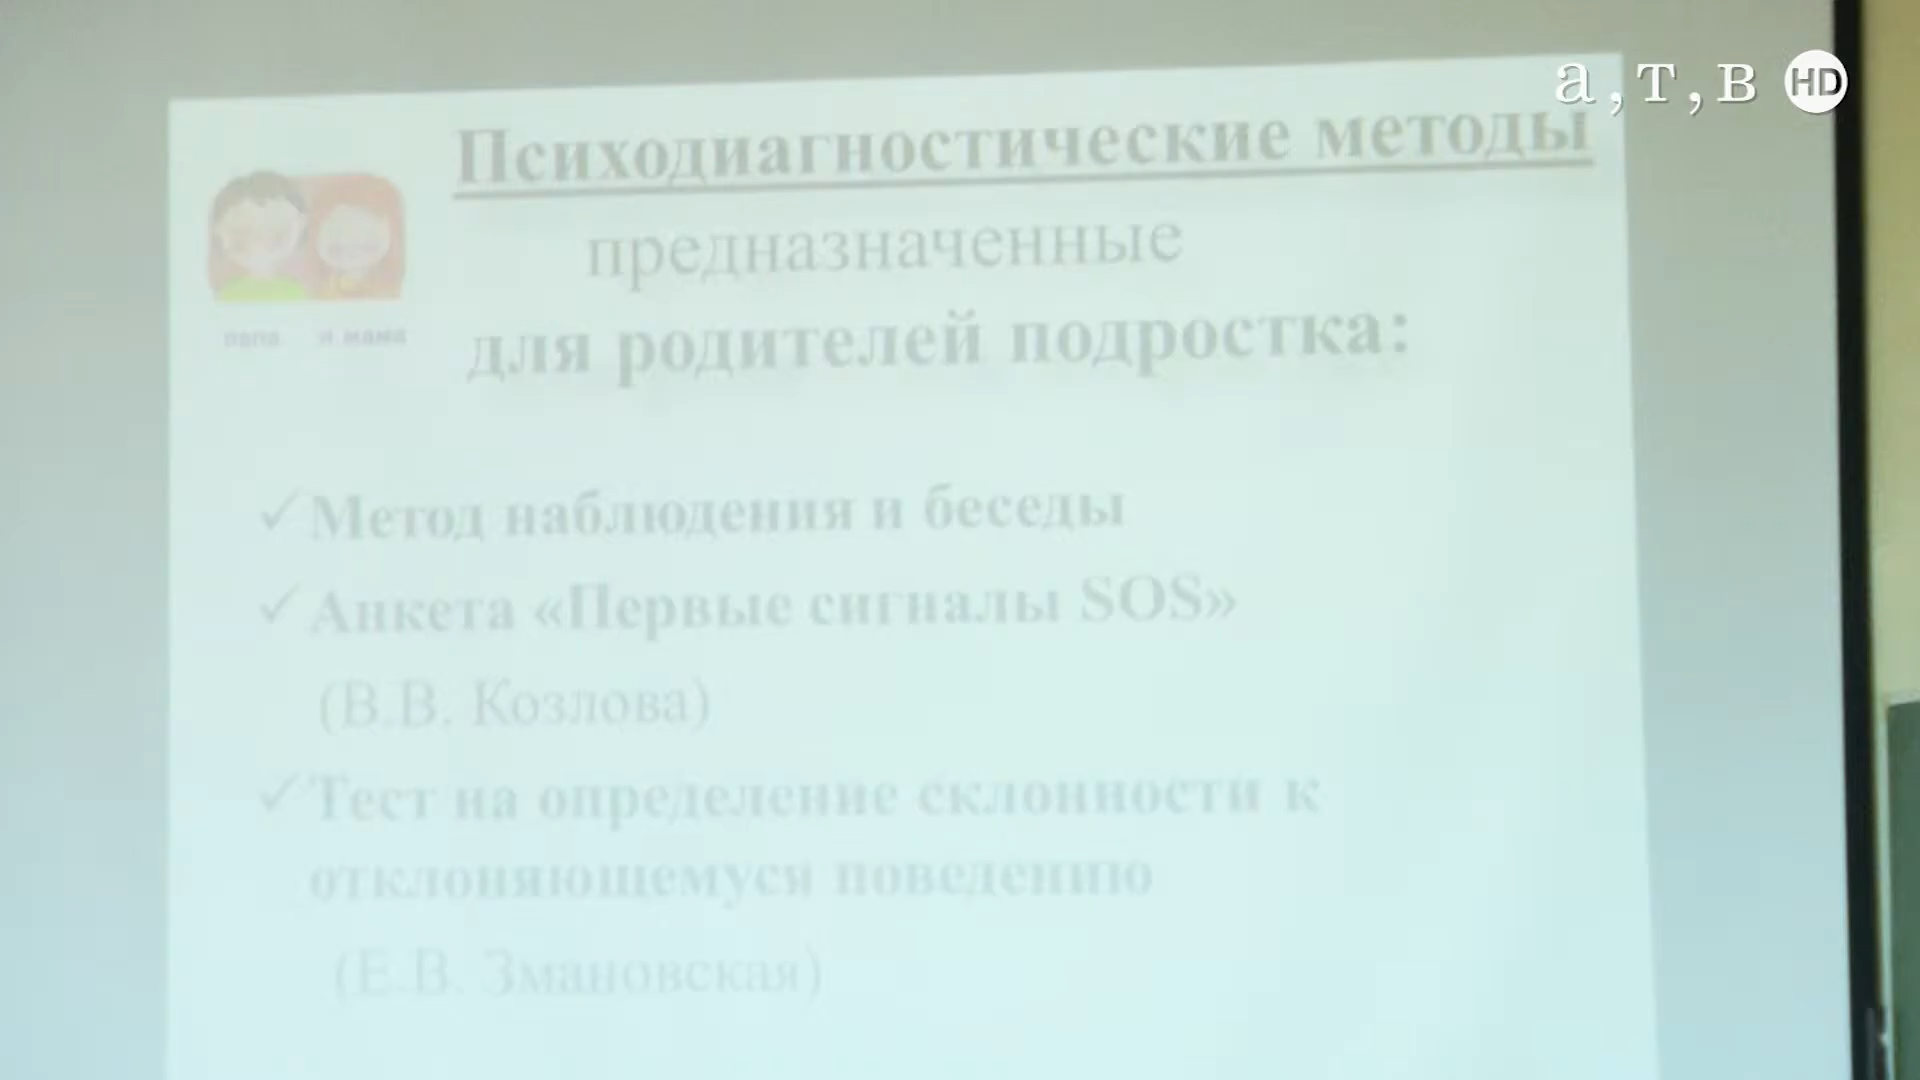 а,т,в HD
Психодиагностические методы
предназначенные
для родителей подростка:
папа и мама
Метод наблюдения и беседы
Анкета «Первые сигналы SOS»
(В.В. Козлова)
Тест на определение склонности к
отклоняющемуся поведению
(Е.В. Змановская)